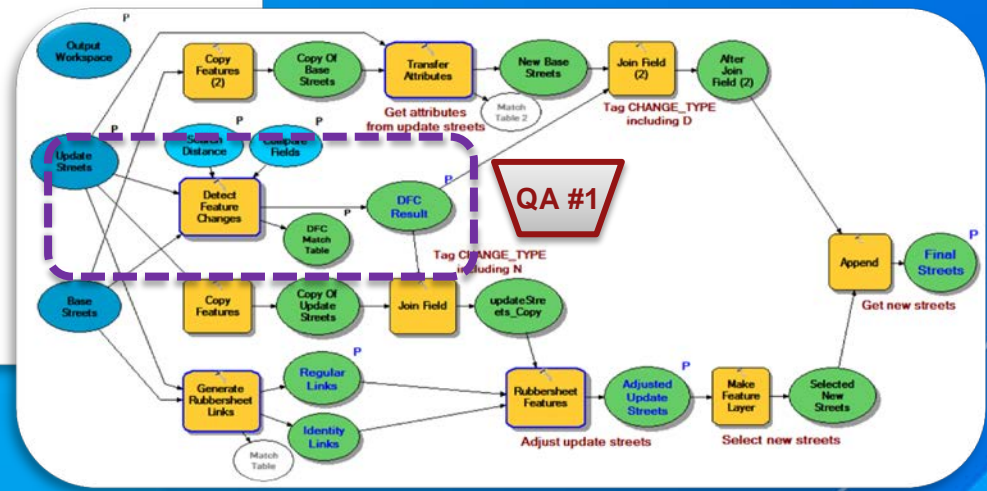 P
Output
Workspace
Copy
Features
(2)
Copy Of
Base
Streets
Transfer
Attributes
New Base
Streets
Join Field
(2)
After
Join
Field (2)
Get attributes
from update streets
Match
Table 2
Tag CHANGE_TYPE
including D
P
Update
Streets
P
Search
Distance
P
Compare
Fields
Detect
Feature
Changes
P
DFC
Result
P
DFC
Match
Table
QA #1
Tag CHANGE_TYPE
including N
Base
Streets
Copy
Features
Copy Of
Update
Streets
Join Field
updateStre
ets_Copy
Append
P
Final
Streets
Get new streets
Generate
Rubbersheet
Links
P
Regular
Links
Identity
Links
Match
Table
Rubbersheet
Features
P
Adjusted
Update
Streets
Make
Feature
Layer
Selected
New
Streets
Adjust update streets
Select new streets